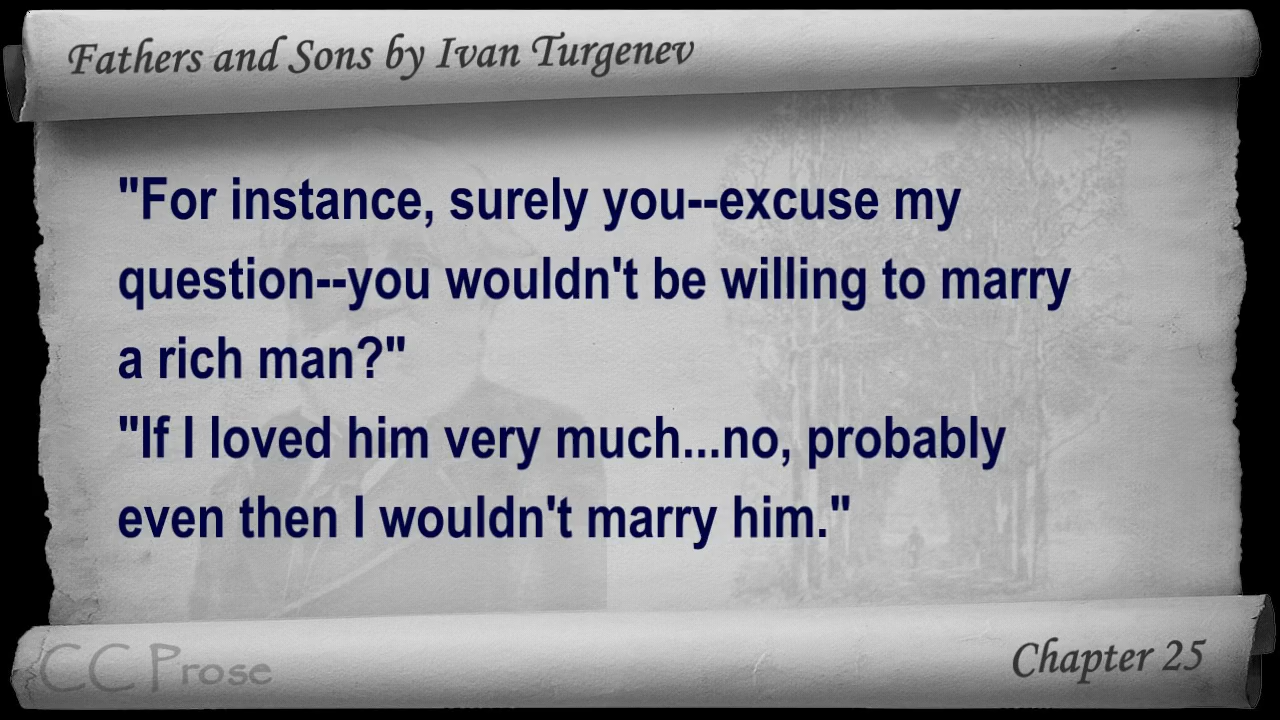 Fathers and Sons by Ivan Turgenev
"For instance, surely you--excuse my
question--you wouldn't be willing to marry
a rich man?"
"If I loved him very much...no, probably
even then I wouldn't marry him."
CC Prose
Chapter 25